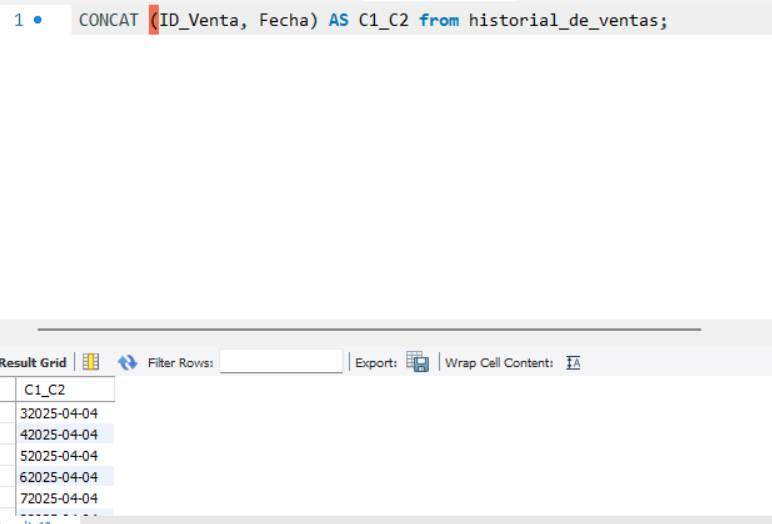 1 CONCAT (ID_Venta, Fecha) AS C1_C2 from historial_de_ventas;
Result Grid Filter Rows: Export: Wrap Cell Content: IA
C1_C2
32025-04-04
42025-04-04
52025-04-04
62025-04-04
72025-04-04